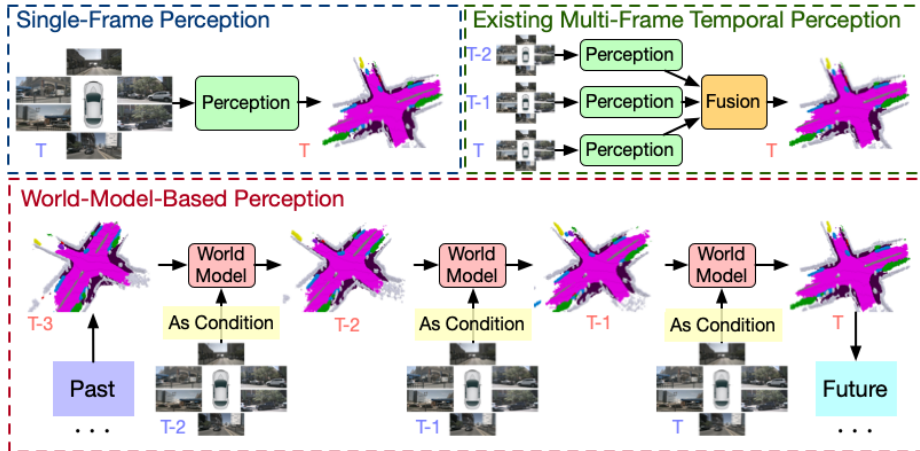 Single-Frame Perception
T
Perception
T
Existing Multi-Frame Temporal Perception
T-2
Perception
T-1
Perception
Fusion
T
Perception
T
World-Model-Based Perception
T-3
World
Model
T-2
World
Model
T-1
World
Model
T
As Condition
As Condition
As Condition
Past
. . .
T-2
T-1
T
Future
. . .